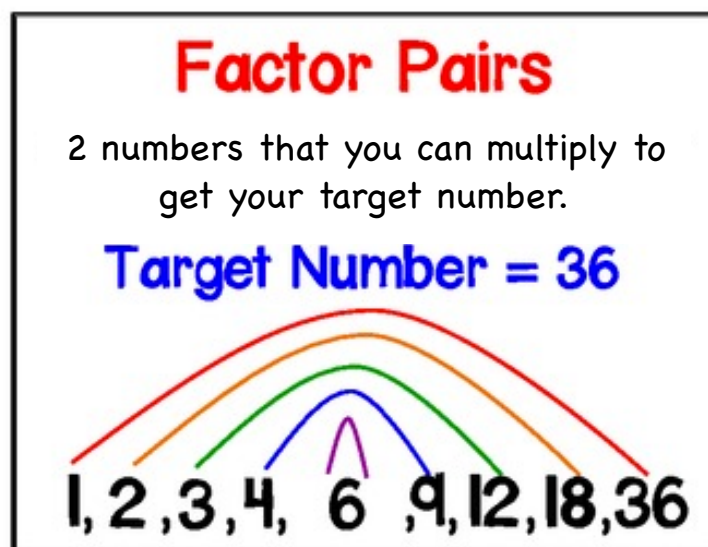 Factor Pairs
2 numbers that you can multiply to
get your target number.
Target Number = 36
1, 2 ,3 ,4, 6 ,9, 12 ,18,36